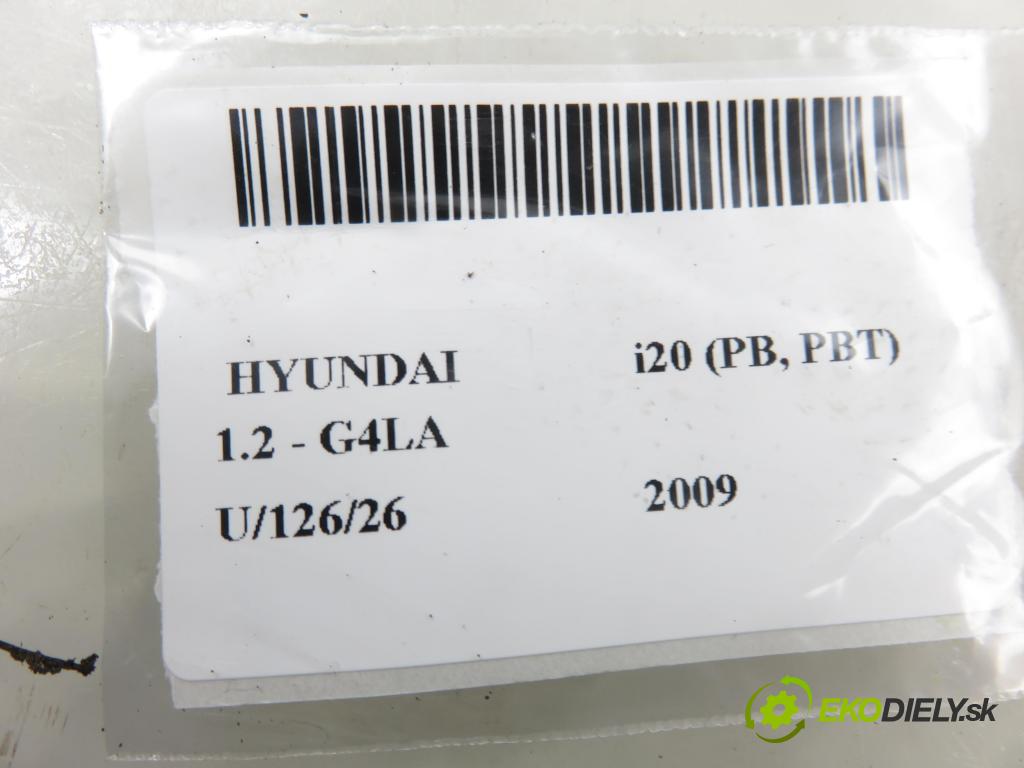 HYUNDAI i20 (PB, PBT)
1.2 - G4LA
U/126/26 2009
EKODIELY.sk